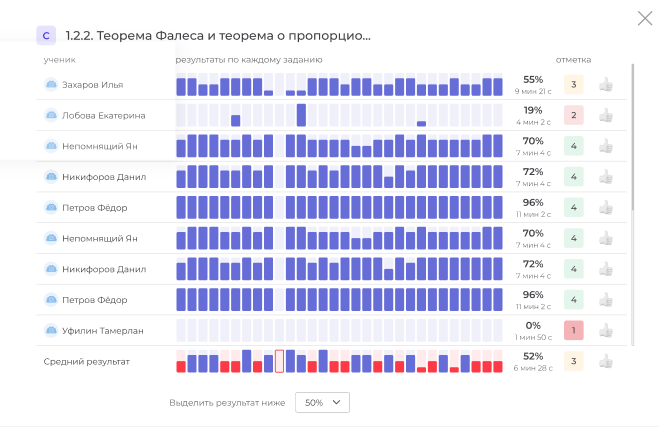 С 1.2.2. Теорема Фалеса и теорема о пропорцио...
ученик результаты по каждому заданию отметка
Захаров Илья 55% 9 мин 21 с 3
Лобова Екатерина 19% 4 мин 2 с 2
Непомнящий Ян 70% 7 мин 4 с 4
Никифоров Данил 72% 7 мин 4 с 4
Петров Фёдор 96% 11 мин 2 с 4
Непомнящий Ян 70% 7 мин 4 с 4
Никифоров Данил 72% 7 мин 4 с 4
Петров Фёдор 96% 11 мин 2 с 4
Уфилин Тамерлан 0% 1 мин 50 с 1
Средний результат 52% 6 мин 28 с 3
Выделить результат ниже 50%